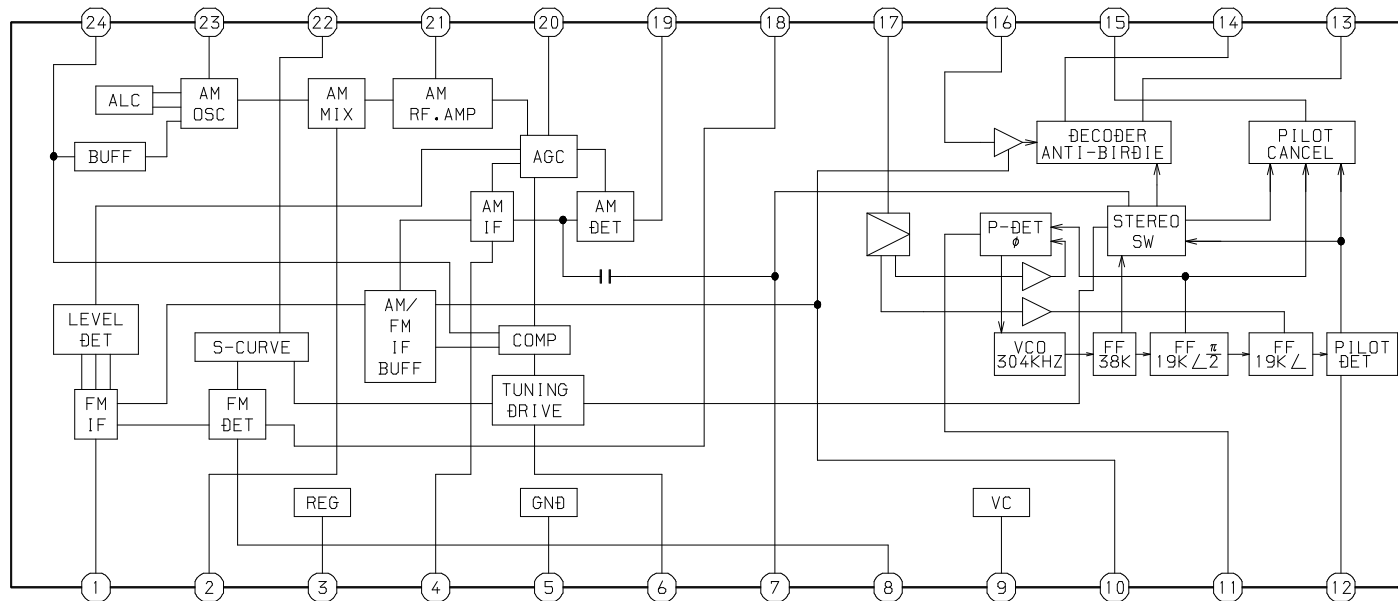 24 23 22 21 20 19 18 17 16 15 14 13
ALC
AM
OSC
AM
MIX
AM
RF.AMP
BUFF
AGC
DECODER
ANTI-BIRDIE
PILOT
CANCEL
AM
IF
AM
DET
P-DET
φ
STEREO
SW
LEVEL
DET
S-CURVE
AM/
FM
IF
BUFF
COMP
VCO
304KHZ
FF
38K
FF
19K∠π/2
FF
19K∠
PILOT
DET
FM
IF
FM
DET
TUNING
DRIVE
REG
GND
VC
1 2 3 4 5 6 7 8 9 10 11 12